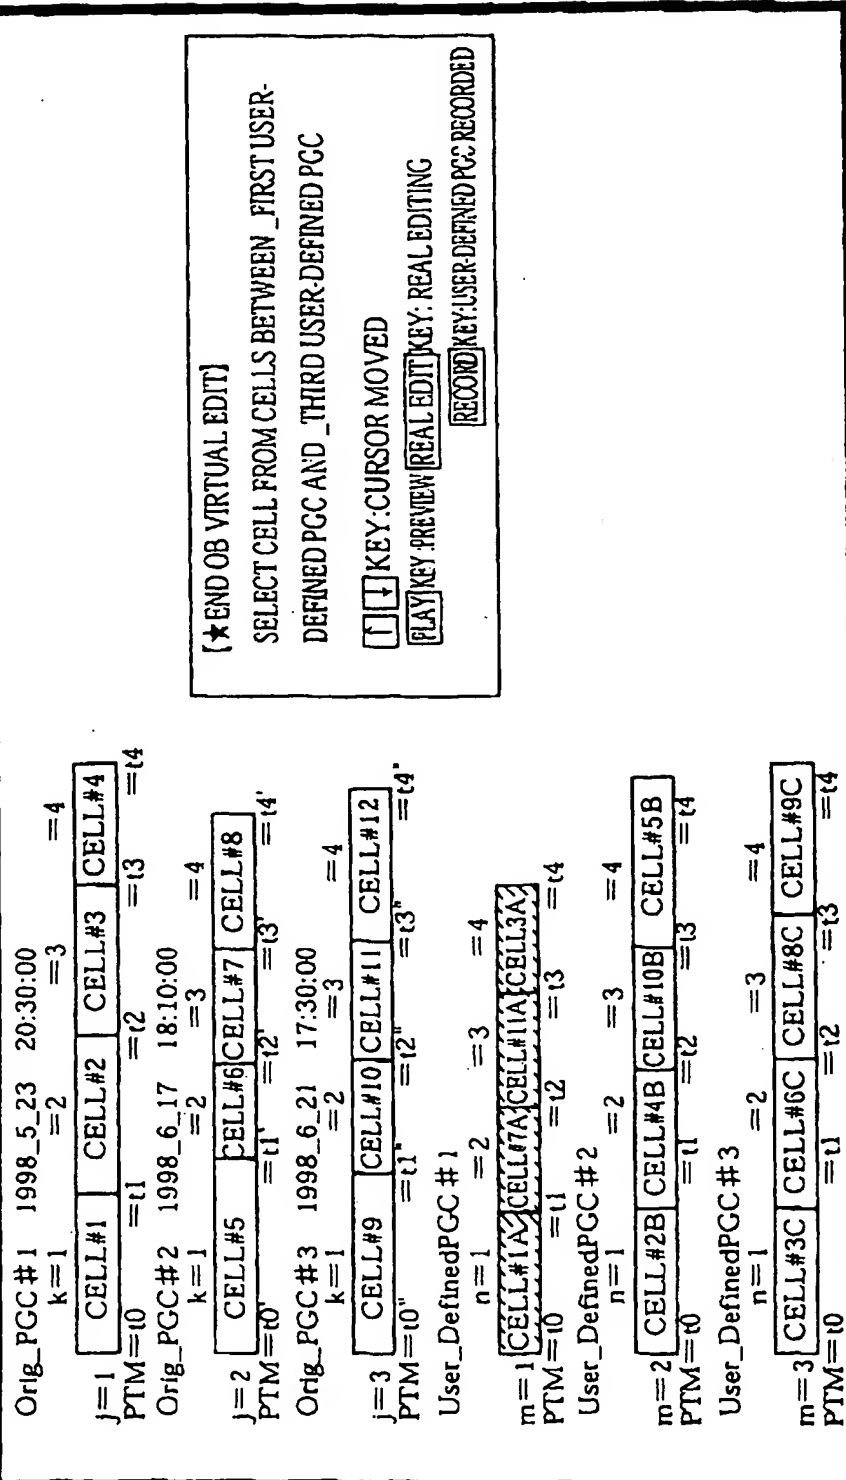 Orig_PGC#1 1998_5_23 20:30:00
k=1 =2 =3 =4
j=1 CELL#1 CELL#2 CELL#3 CELL#4
PTM=t0 =t1 =t2 =t3 =t4
Orig_PGC#2 1998_6_17 18:10:00
k=1 =2 =3 =4
j=2 CELL#5 CELL#6 CELL#7 CELL#8
PTM=t0' =t1' =t2' =t3' =t4'
Orig_PGC#3 1998_6_21 17:30:00
k=1 =2 =3 =4
j=3 CELL#9 CELL#10 CELL#11 CELL#12
PTM=t0" =t1" =t2" =t3" =t4"
User_DefinedPGC#1
n=1 =2 =3 =4
m=1 CELL#1A CELL#7A CELL#11A CELL3A
PTM=t0 =t1 =t2 =t3 =t4
User_DefinedPGC#2
n=1 =2 =3 =4
m=2 CELL#2B CELL#4B CELL#10B CELL#5B
PTM=t0 =t1 =t2 =t3 =t4
User_DefinedPGC#3
n=1 =2 =3 =4
m=3 CELL#3C CELL#6C CELL#8C CELL#9C
PTM=t0 =t1 =t2 =t3 =t4
[★END OB VIRTUAL EDIT]
SELECT CELL FROM CELLS BETWEEN _FIRST USER-
DEFINED PGC AND _THIRD USER-DEFINED PGC
↑ ↓ KEY:CURSOR MOVED
PLAY KEY:PREVIEW REAL EDIT KEY: REAL EDITING
RECORD KEY:USER-DEFINED PGC RECORDED